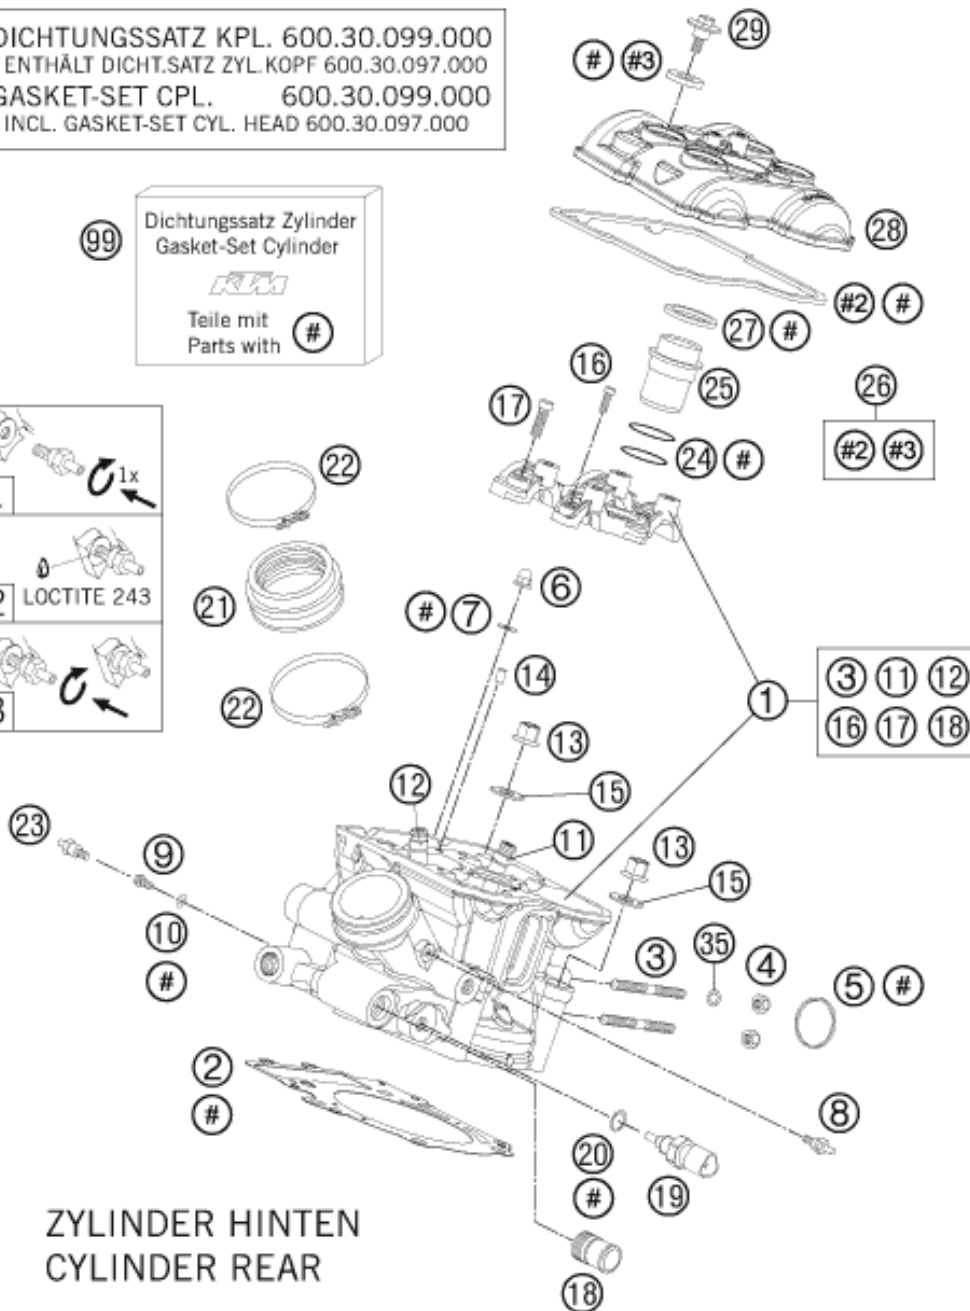 DICHTUNGSSATZ KPL. 600.30.099.000
ENTHÄLT DICHT.SATZ ZYL.KOPF 600.30.097.000
GASKET-SET CPL. 600.30.099.000
INCL. GASKET-SET CYL. HEAD 600.30.097.000
29
# #3
99
Dichtungssatz Zylinder
Gasket-Set Cylinder
KTM
Teile mit
Parts with #
28
#2 #
27 #
16
25
26
17
#2 #3
24 #
22
1x
LOCTITE 243
2
21
6
# 7
14
22
3
1
3 11 12
16 17 18
13
12
15
23
9
11
13
15
10
#
3
35
4
5 #
2
#
8
20
#
19
ZYLINDER HINTEN
CYLINDER REAR
18